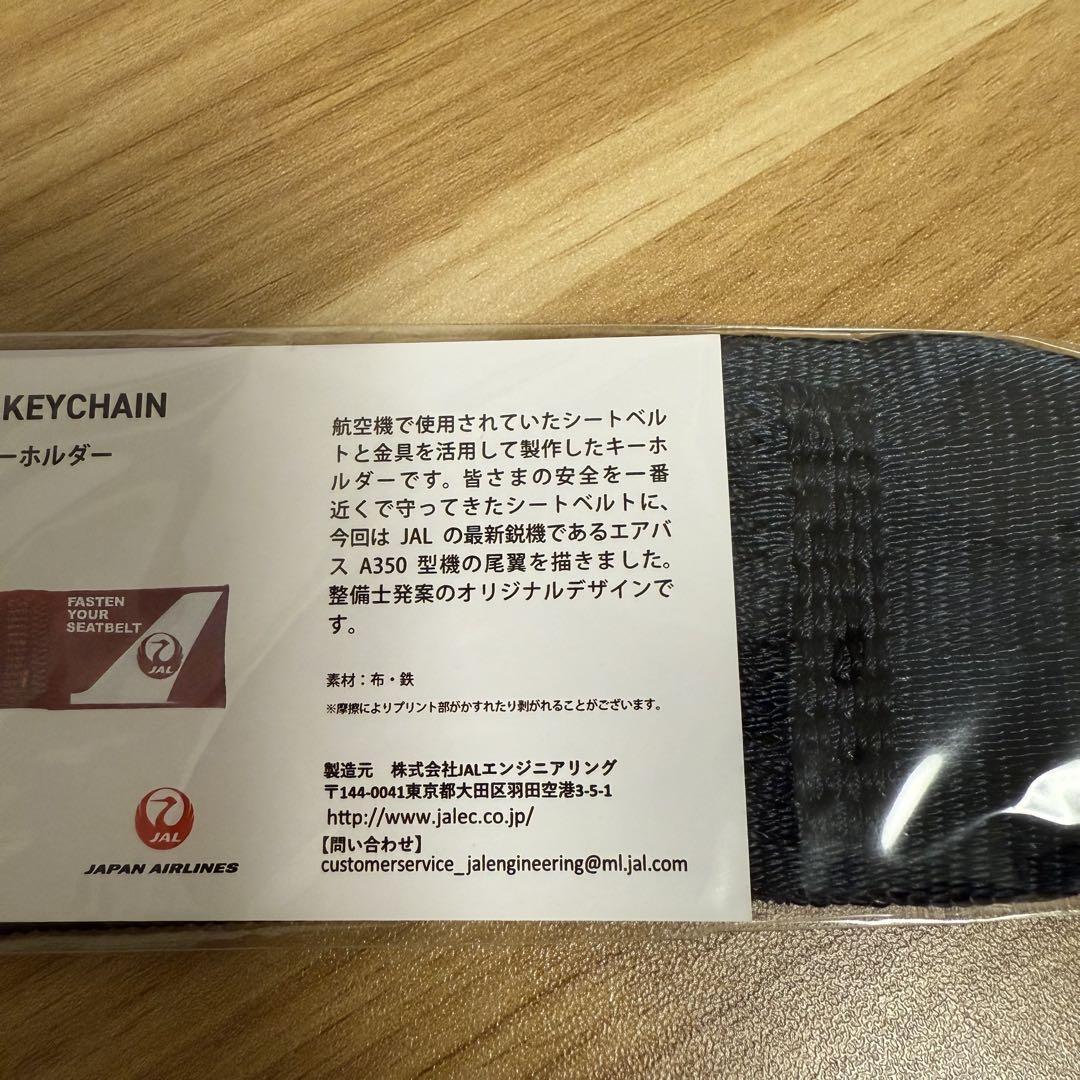 KEYCHAIN
ーホルダー
FASTEN
YOUR
SEATBELT
JAL
JAL
JAPAN AIRLINES
航空機で使用されていたシートベル
トと金具を活用して製作したキーホ
ルダーです。皆さまの安全を一番
近くで守ってきたシートベルトに、
今回は JAL の最新鋭機であるエアバ
ス A350 型機の尾翼を描きました。
整備士発案のオリジナルデザインで
す。
素材：布・鉄
※摩擦によりプリント部がかすれたり剥がれることがございます。
製造元　株式会社JALエンジニアリング
〒144-0041東京都大田区羽田空港3-5-1
http://www.jalec.co.jp/
【問い合わせ】
customerservice_jalengineering@ml.jal.com